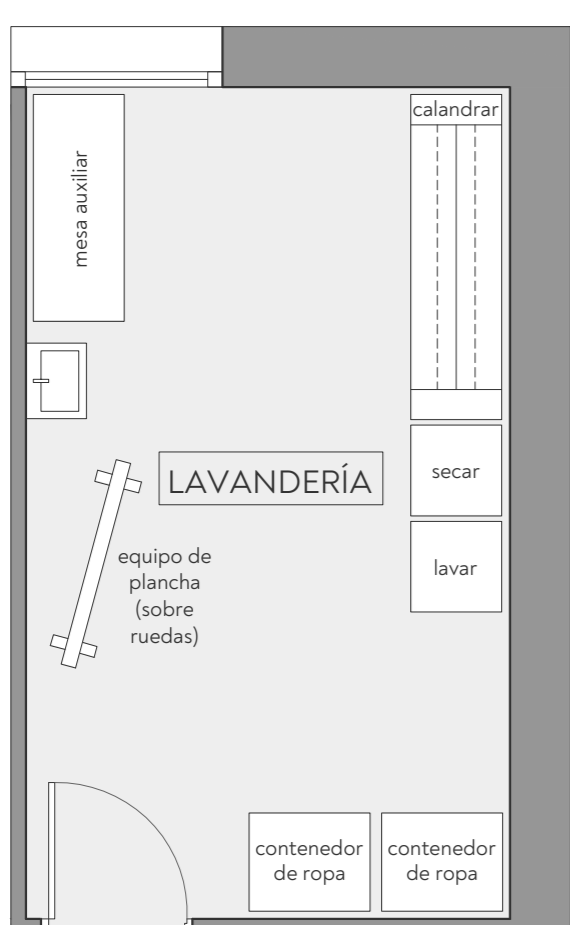 calandrar
mesa auxiliar
secar
LAVANDERÍA
equipo de
plancha
(sobre
ruedas)
lavar
contenedor
de ropa
contenedor
de ropa